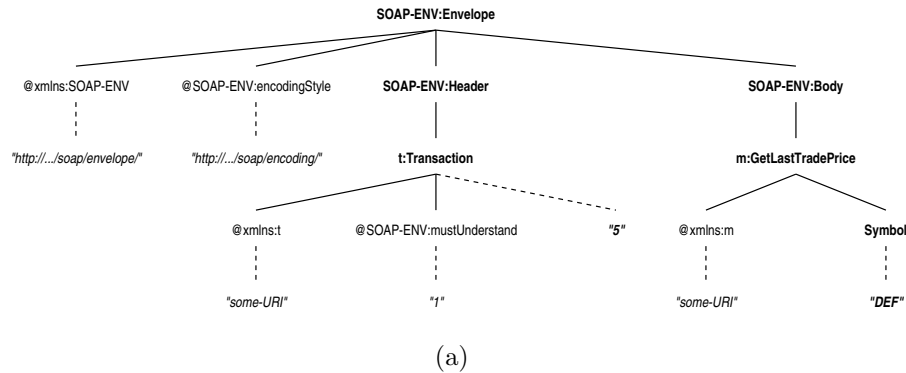 SOAP-ENV:Envelope
@xmlns:SOAP-ENV @SOAP-ENV:encodingStyle SOAP-ENV:Header SOAP-ENV:Body
"http://.../soap/envelope/" "http://.../soap/encoding/" t:Transaction m:GetLastTradePrice
@xmlns:t @SOAP-ENV:mustUnderstand "5" @xmlns:m Symbol
"some-URI" "1" "some-URI" "DEF"
(a)